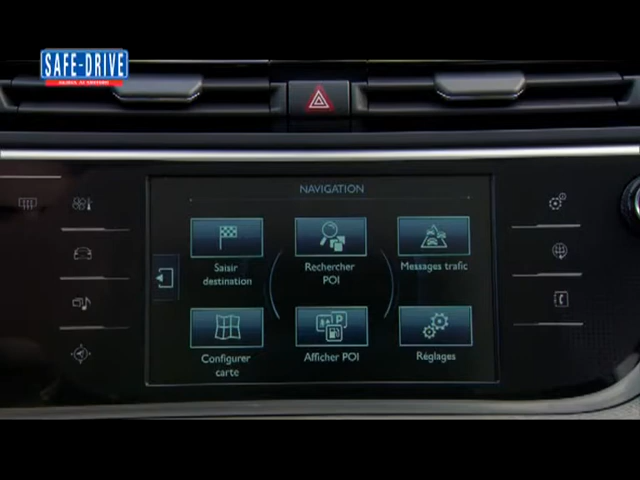 SAFE-DRIVE
NAVIGATION
Saisir
destination
Rechercher
POI
Messages trafic
P
Configurer
carte
Afficher POI
Réglages